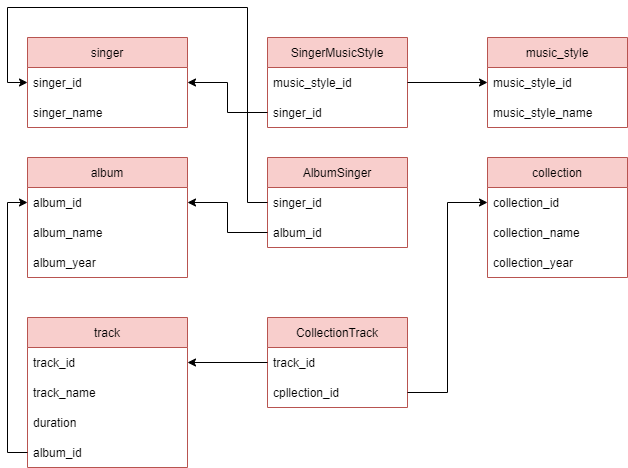 singer
singer_id
singer_name
SingerMusicStyle
music_style_id
singer_id
music_style
music_style_id
music_style_name
album
album_id
album_name
album_year
AlbumSinger
singer_id
album_id
collection
collection_id
collection_name
collection_year
track
track_id
track_name
duration
album_id
CollectionTrack
track_id
cpllection_id